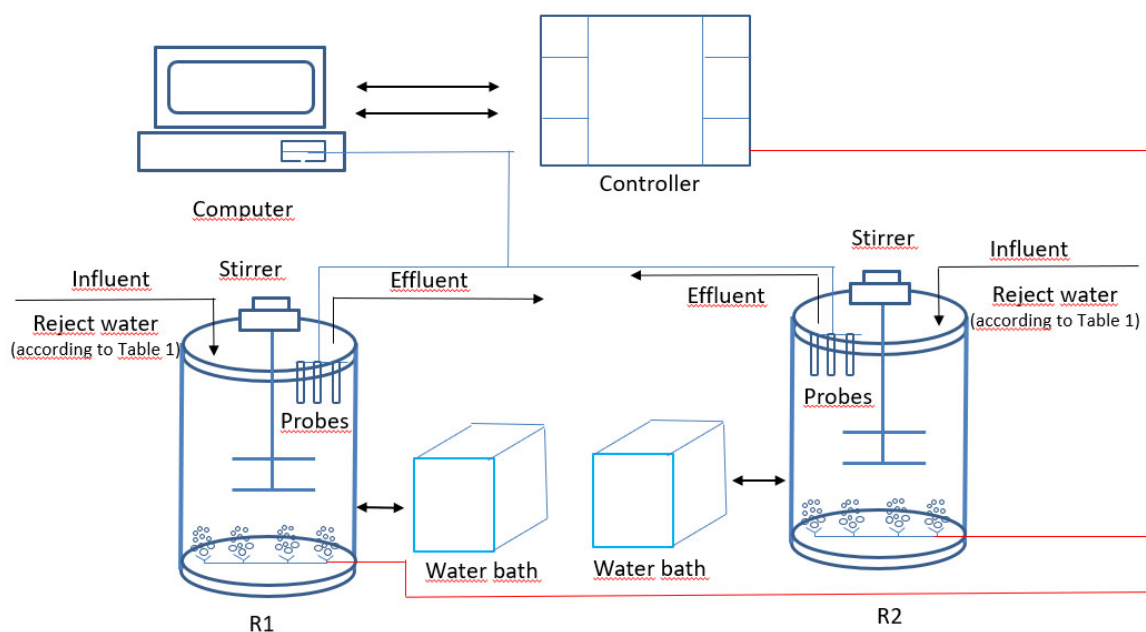 Computer
Controller
Influent
Reject water
(according to Table 1)
Stirrer
Effluent
Probes
Effluent
Stirrer
Influent
Reject water
(according to Table 1)
Probes
Water bath
Water bath
R1
R2